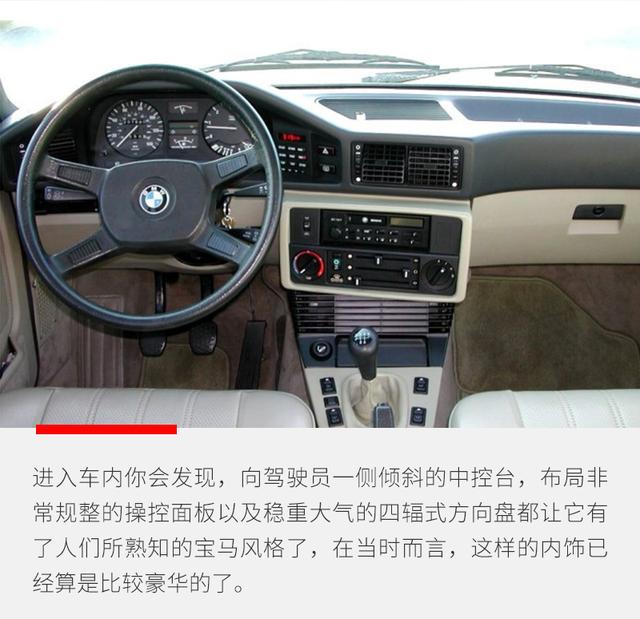 BMW
进入车内你会发现，向驾驶员一侧倾斜的中控台，布局非
常规整的操控面板以及稳重大气的四辐式方向盘都让它有
了人们所熟知的宝马风格了，在当时而言，这样的内饰已
经算是比较豪华的了。